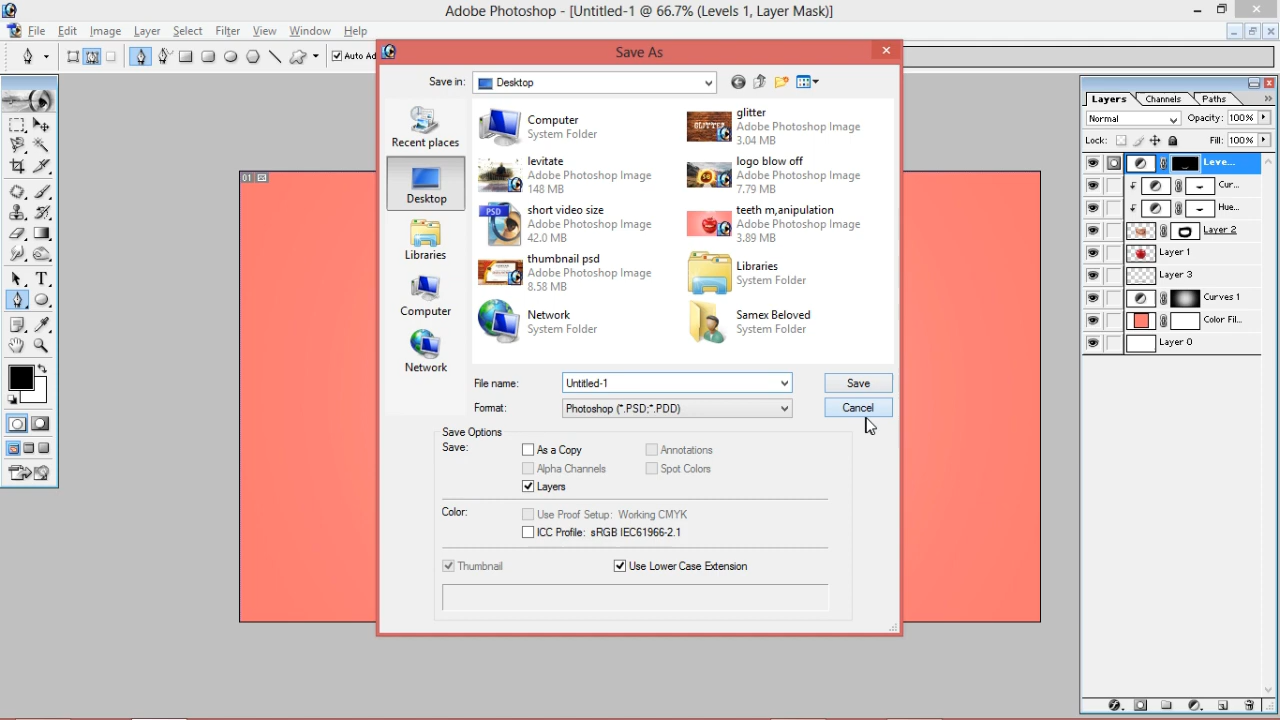 Adobe Photoshop - [Untitled-1 @ 66.7% (Levels 1, Layer Mask)]
File Edit Image Layer Select Filter View Window Help
Auto Ad
Save As
Save in: Desktop
Recent places
Desktop
Libraries
Computer
Network
Computer
System Folder
glitter
Adobe Photoshop Image
3.04 MB
levitate
Adobe Photoshop Image
148 MB
logo blow off
Adobe Photoshop Image
7.79 MB
PSD
short video size
Adobe Photoshop Image
42.0 MB
teeth m,anipulation
Adobe Photoshop Image
3.89 MB
thumbnail psd
Adobe Photoshop Image
8.58 MB
Libraries
System Folder
Network
System Folder
Samex Beloved
System Folder
File name: Untitled-1 Save
Format: Photoshop (*.PSD;*.PDD) Cancel
Save Options
Save: As a Copy Annotations
Alpha Channels Spot Colors
Layers
Color: Use Proof Setup: Working CMYK
ICC Profile: sRGB IEC61966-2.1
Thumbnail Use Lower Case Extension
01
T
Layers Channels Paths
Normal Opacity: 100%
Lock: Fill: 100%
Leve...
Cur...
Hue...
Layer 2
Layer 1
Layer 3
Curves 1
Color Fil...
Layer 0